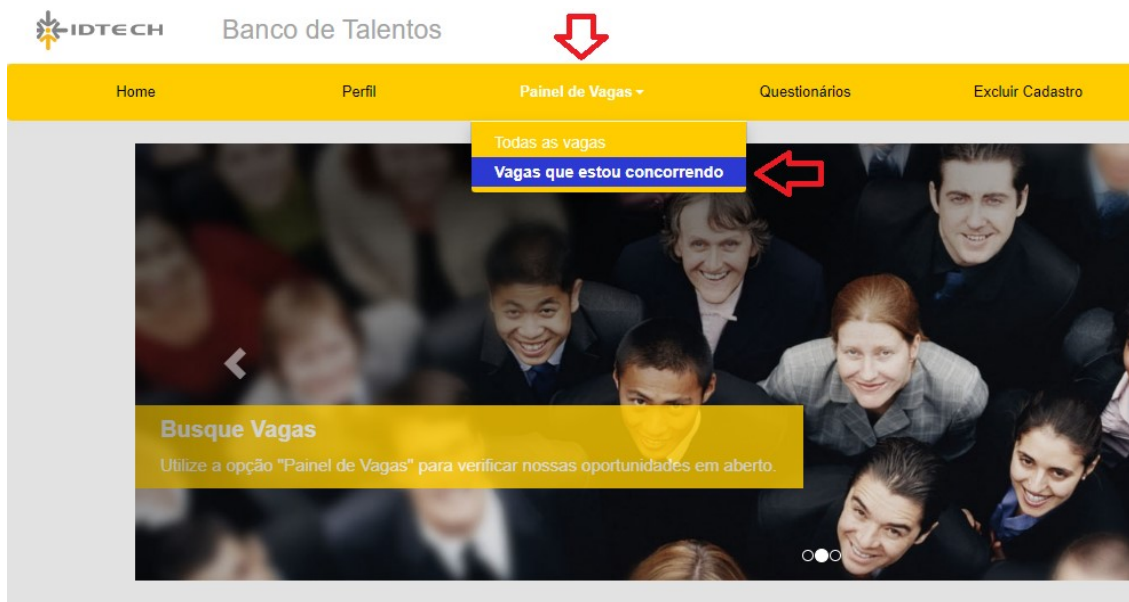 IDTECH
Banco de Talentos
Home Perfil Painel de Vagas Questionários Excluir Cadastro
Todas as vagas
Vagas que estou concorrendo
Busque Vagas
Utilize a opção "Painel de Vagas" para verificar nossas oportunidades em aberto.